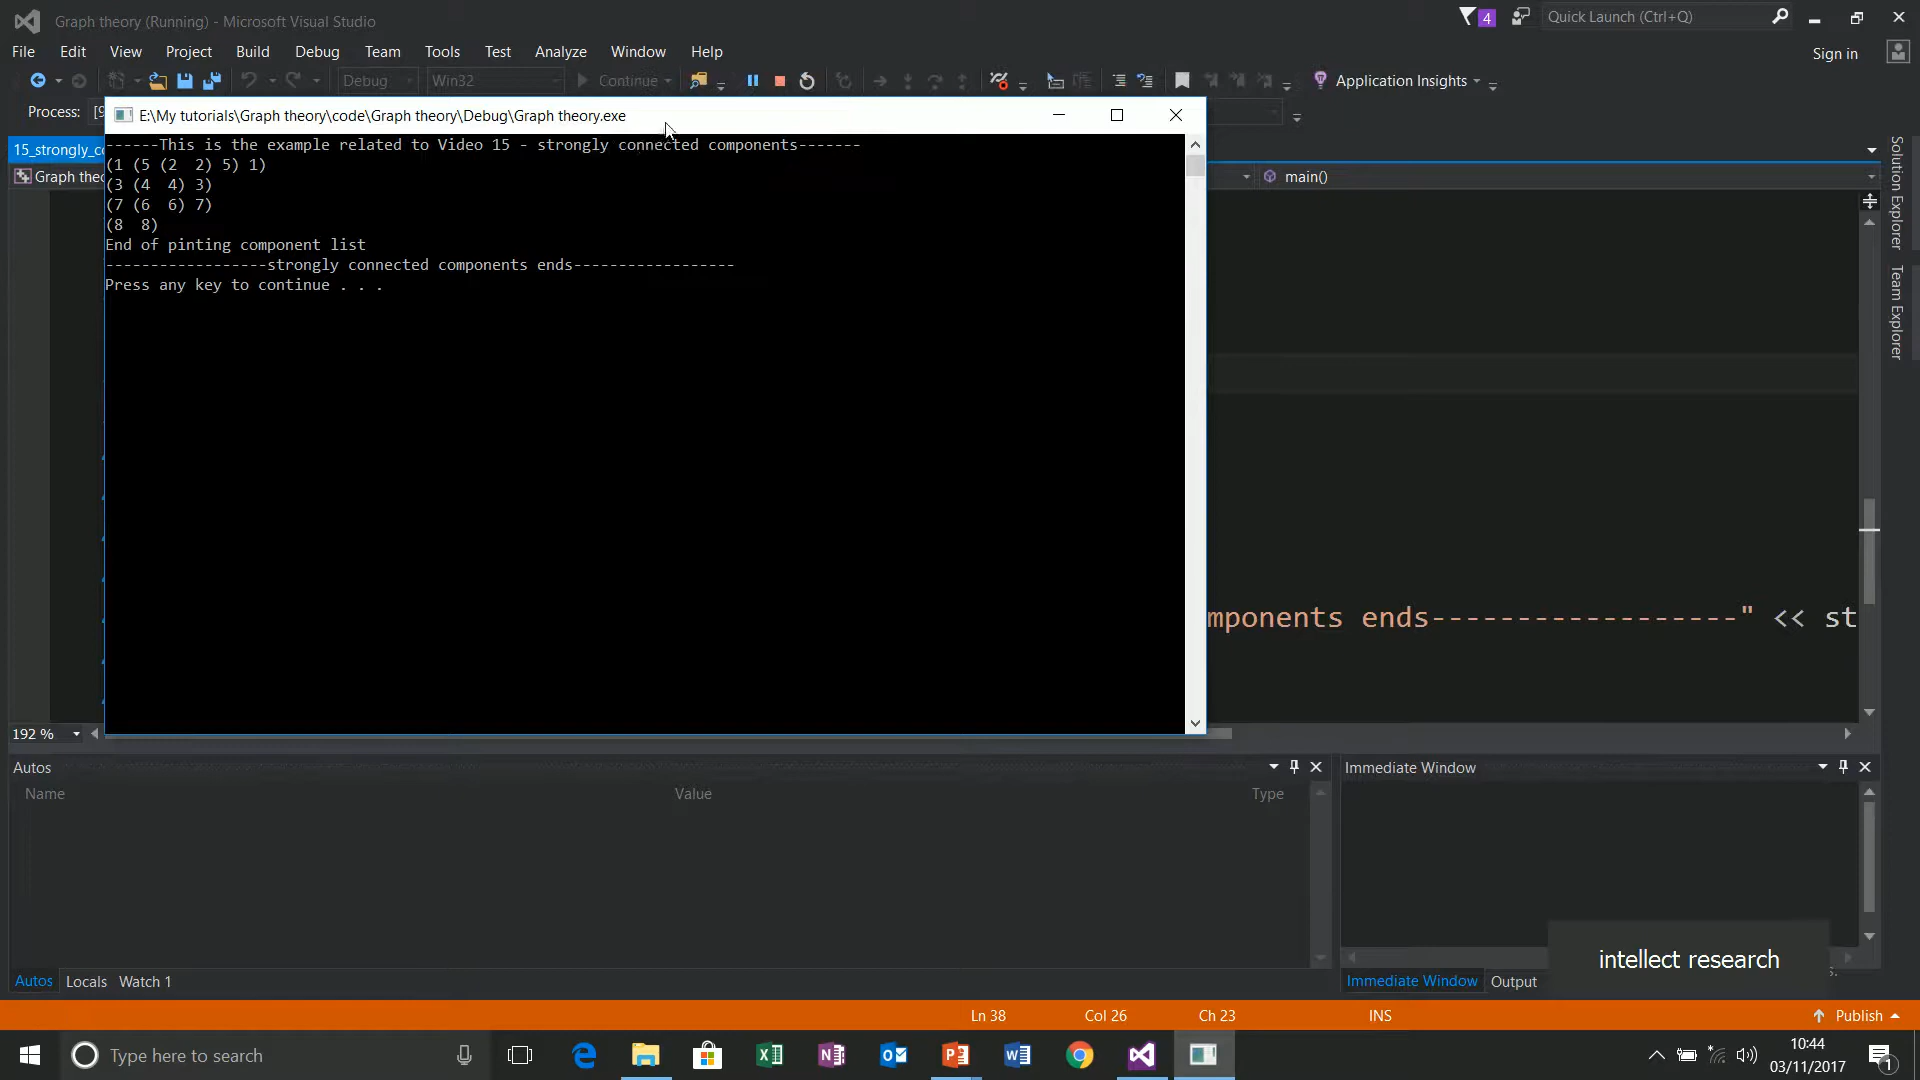 Graph theory (Running) - Microsoft Visual Studio
4
Quick Launch (Ctrl+Q)
File Edit View Project Build Debug Team Tools Test Analyze Window Help
Sign in
Debug Win32 Continue Application Insights
Process: [9
E:\My tutorials\Graph theory\code\Graph theory\Debug\Graph theory.exe
15_strongly_co
Graph theo
main()
------This is the example related to Video 15 - strongly connected components-------
(1 (5 (2  2) 5) 1)
(3 (4  4) 3)
(7 (6  6) 7)
(8  8)
End of pinting component list
------------------strongly connected components ends------------------
Press any key to continue . . .
Solution Explorer
Team Explorer
mponents ends------------------" << st
192 %
Autos
Name Value Type
Immediate Window
intellect research
Autos Locals Watch 1
Immediate Window Output
Ln 38 Col 26 Ch 23 INS Publish
Type here to search
10:44
03/11/2017
1